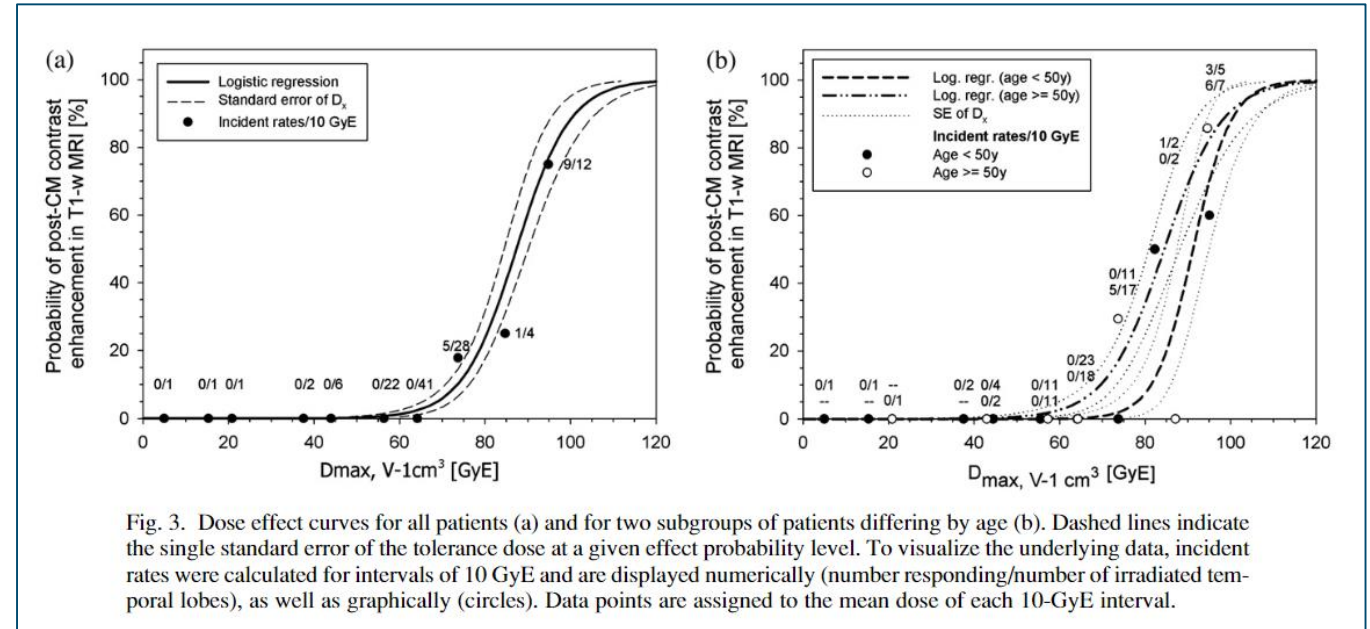 (a)
Logistic regression
Standard error of Dx
Incident rates/10 GyE
Probability of post-CM contrast
enhancement in T1-w MRI [%]
100
80
60
40
20
0
9/12
1/4
5/28
0/1 0/1 0/1 0/2 0/6 0/22 0/41
0 20 40 60 80 100 120
Dmax, V-1cm³ [GyE]
(b)
Log. regr. (age < 50y)
Log. regr. (age >= 50y)
SE of Dx
Incident rates/10 GyE
Age < 50y
Age >= 50y
Probability of post-CM contrast
enhancement in T1-w MRI [%]
100
80
60
40
20
0
3/5
6/7
1/2
0/2
0/11
5/17
0/23
0/18
0/1 0/1 -- 0/2 0/4 0/11
-- -- 0/1 -- 0/2 0/11
0 20 40 60 80 100 120
Dmax, V-1 cm³ [GyE]
Fig. 3. Dose effect curves for all patients (a) and for two subgroups of patients differing by age (b). Dashed lines indicate
the single standard error of the tolerance dose at a given effect probability level. To visualize the underlying data, incident
rates were calculated for intervals of 10 GyE and are displayed numerically (number responding/number of irradiated tem-
poral lobes), as well as graphically (circles). Data points are assigned to the mean dose of each 10-GyE interval.